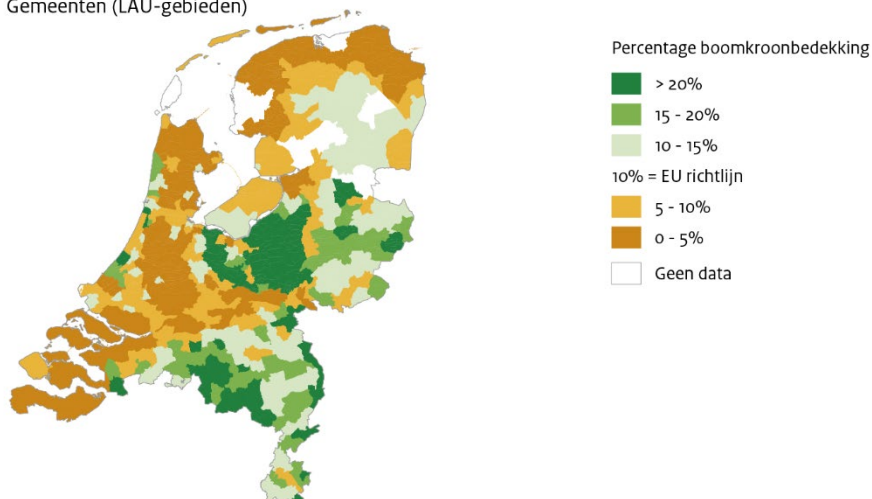 Gemeenten (LAU-gebieden)
Percentage boomkroonbedekking
> 20%
15 - 20%
10 - 15%
10% = EU richtlijn
5 - 10%
0 - 5%
Geen data